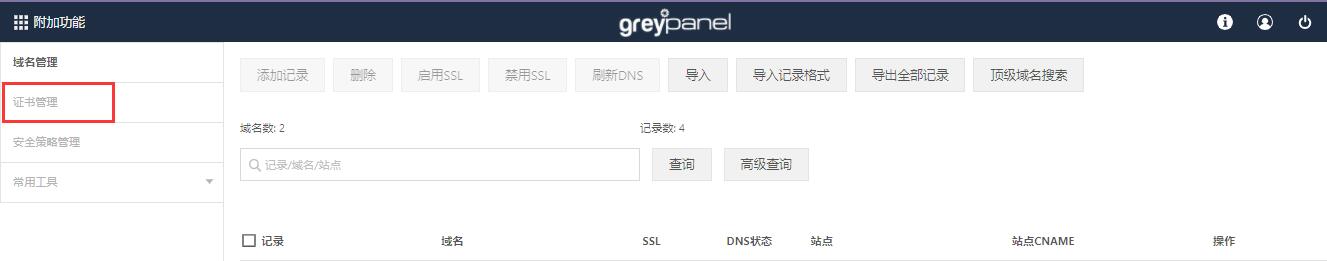 附加功能
greypanel
域名管理
证书管理
安全策略管理
常用工具
添加记录 删除 启用SSL 禁用SSL 刷新DNS 导入 导入记录格式 导出全部记录 顶级域名搜索
域名数: 2 记录数: 4
记录/域名/站点 查询 高级查询
记录 域名 SSL DNS状态 站点 站点CNAME 操作